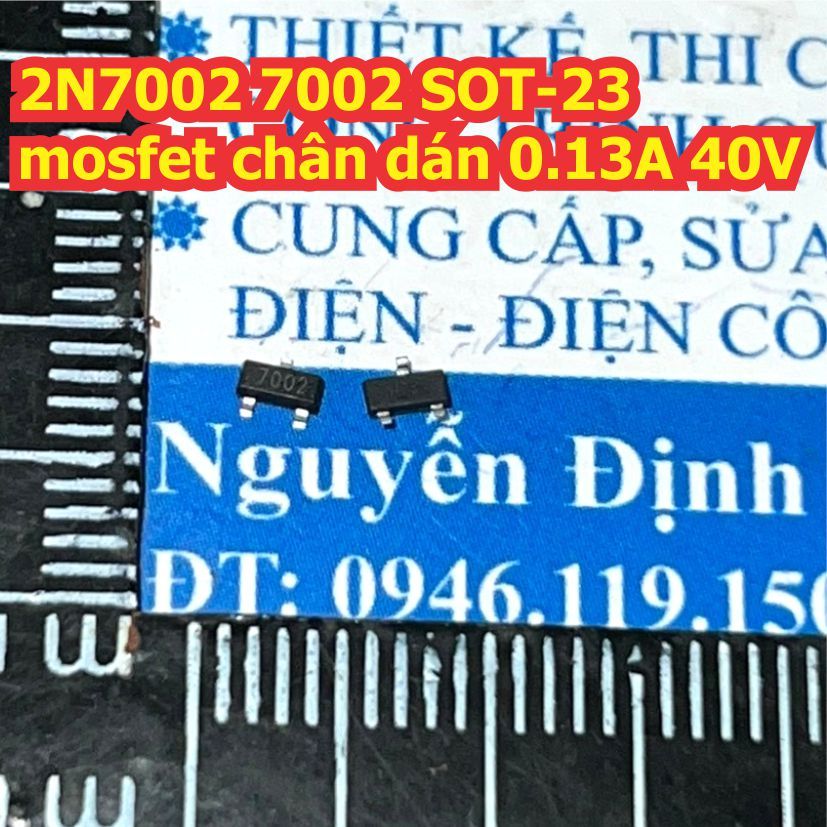 THIẾT KẾ, THI C
2N7002 7002 SOT-23
mosfet chân dán 0.13A 40V
CUNG CẤP, SỬA
ĐIỆN - ĐIỆN CÔ
7002
Nguyễn Định
ĐT: 0946.119.150